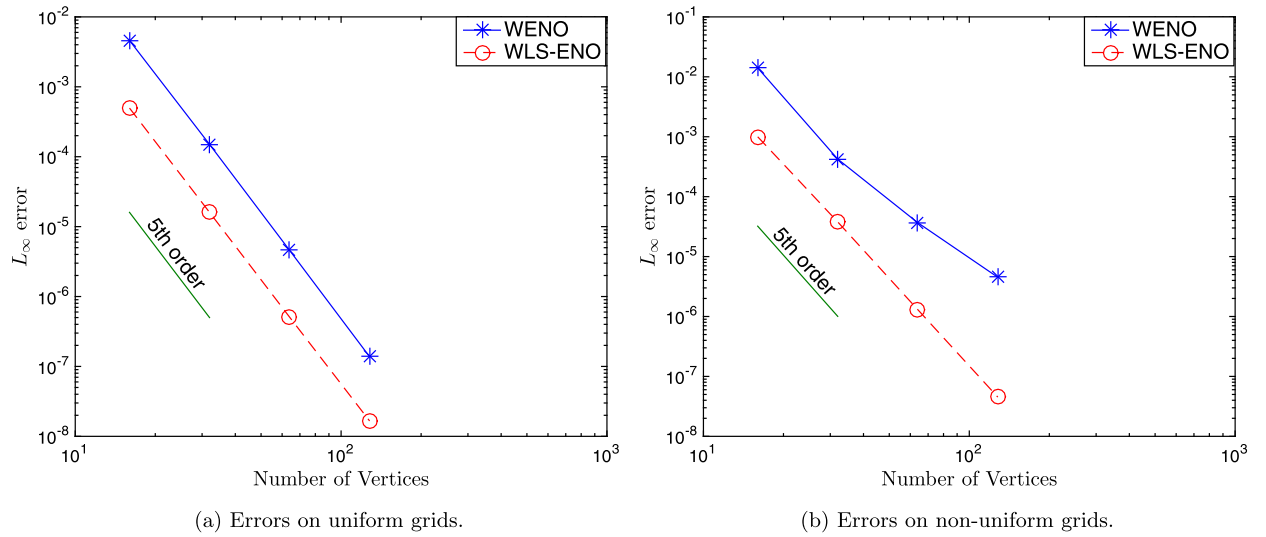 10^-2
10^-3
10^-4
10^-5
10^-6
10^-7
10^-8
L∞ error
WENO
WLS-ENO
5th order
10^1
10^2
10^3
Number of Vertices
(a) Errors on uniform grids.
10^-1
10^-2
10^-3
10^-4
10^-5
10^-6
10^-7
10^-8
L∞ error
WENO
WLS-ENO
5th order
10^1
10^2
10^3
Number of Vertices
(b) Errors on non-uniform grids.